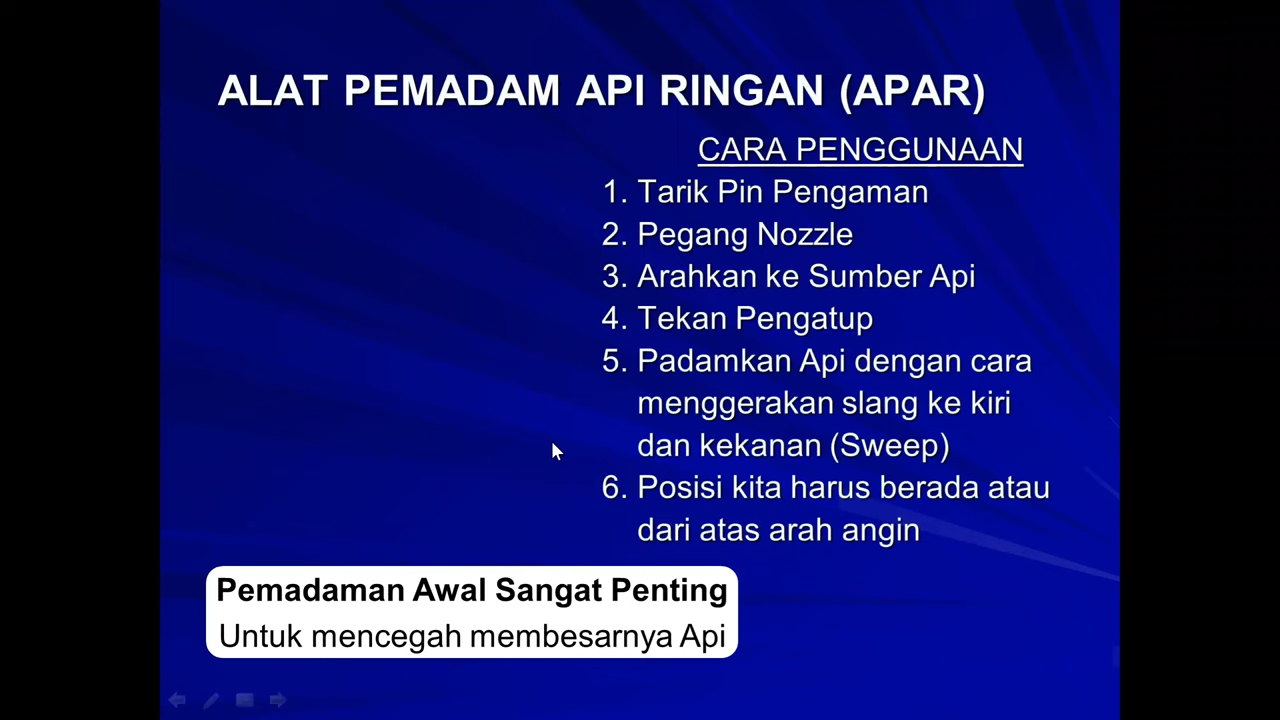 ALAT PEMADAM API RINGAN (APAR)
CARA PENGGUNAAN
1. Tarik Pin Pengaman
2. Pegang Nozzle
3. Arahkan ke Sumber Api
4. Tekan Pengatup
5. Padamkan Api dengan cara
menggerakan slang ke kiri
dan kekanan (Sweep)
6. Posisi kita harus berada atau
dari atas arah angin
Pemadaman Awal Sangat Penting
Untuk mencegah membesarnya Api